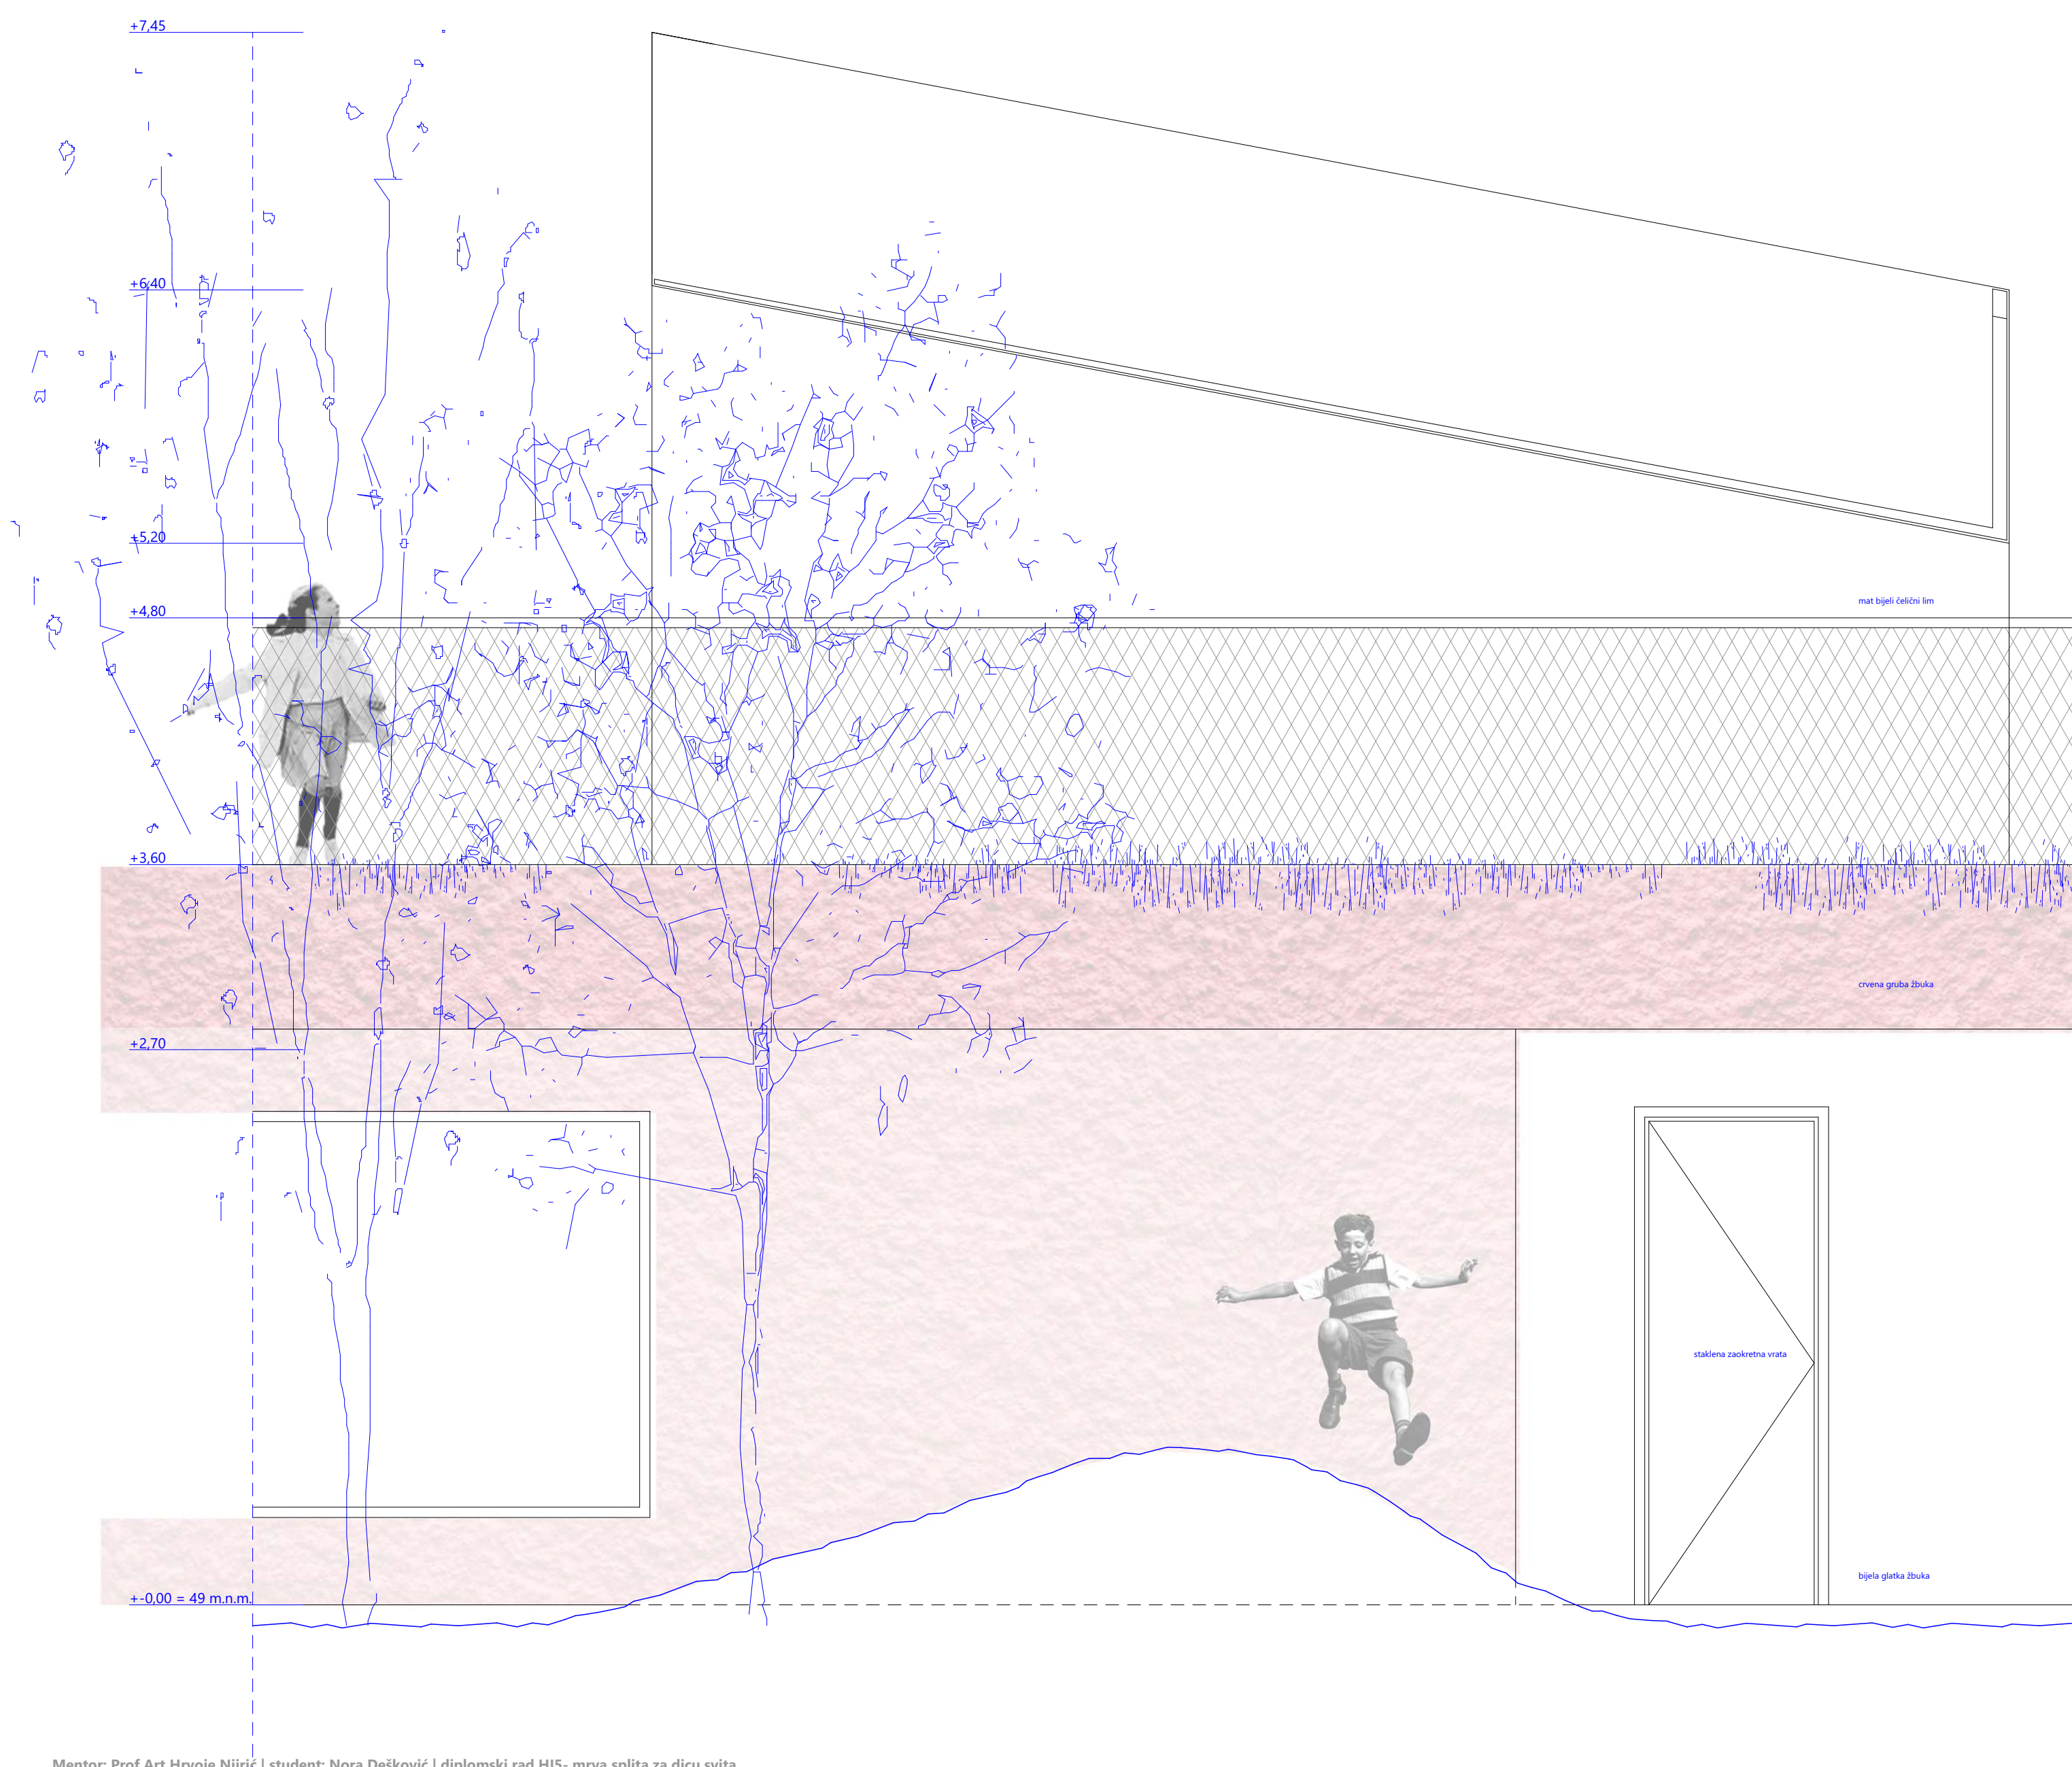 +7,45
+6,40
+5,20
+4,80
mat bijeli čelični lim
+3,60
crvena gruba žbuka
+2,70
staklena zaokretna vrata
bijela glatka žbuka
+-0,00 = 49 m.n.m.
Mentor: Prof Art Hrvoje Njirić | student: Nora Dešković | diplomski rad HJ5- mrva splita za dicu svita